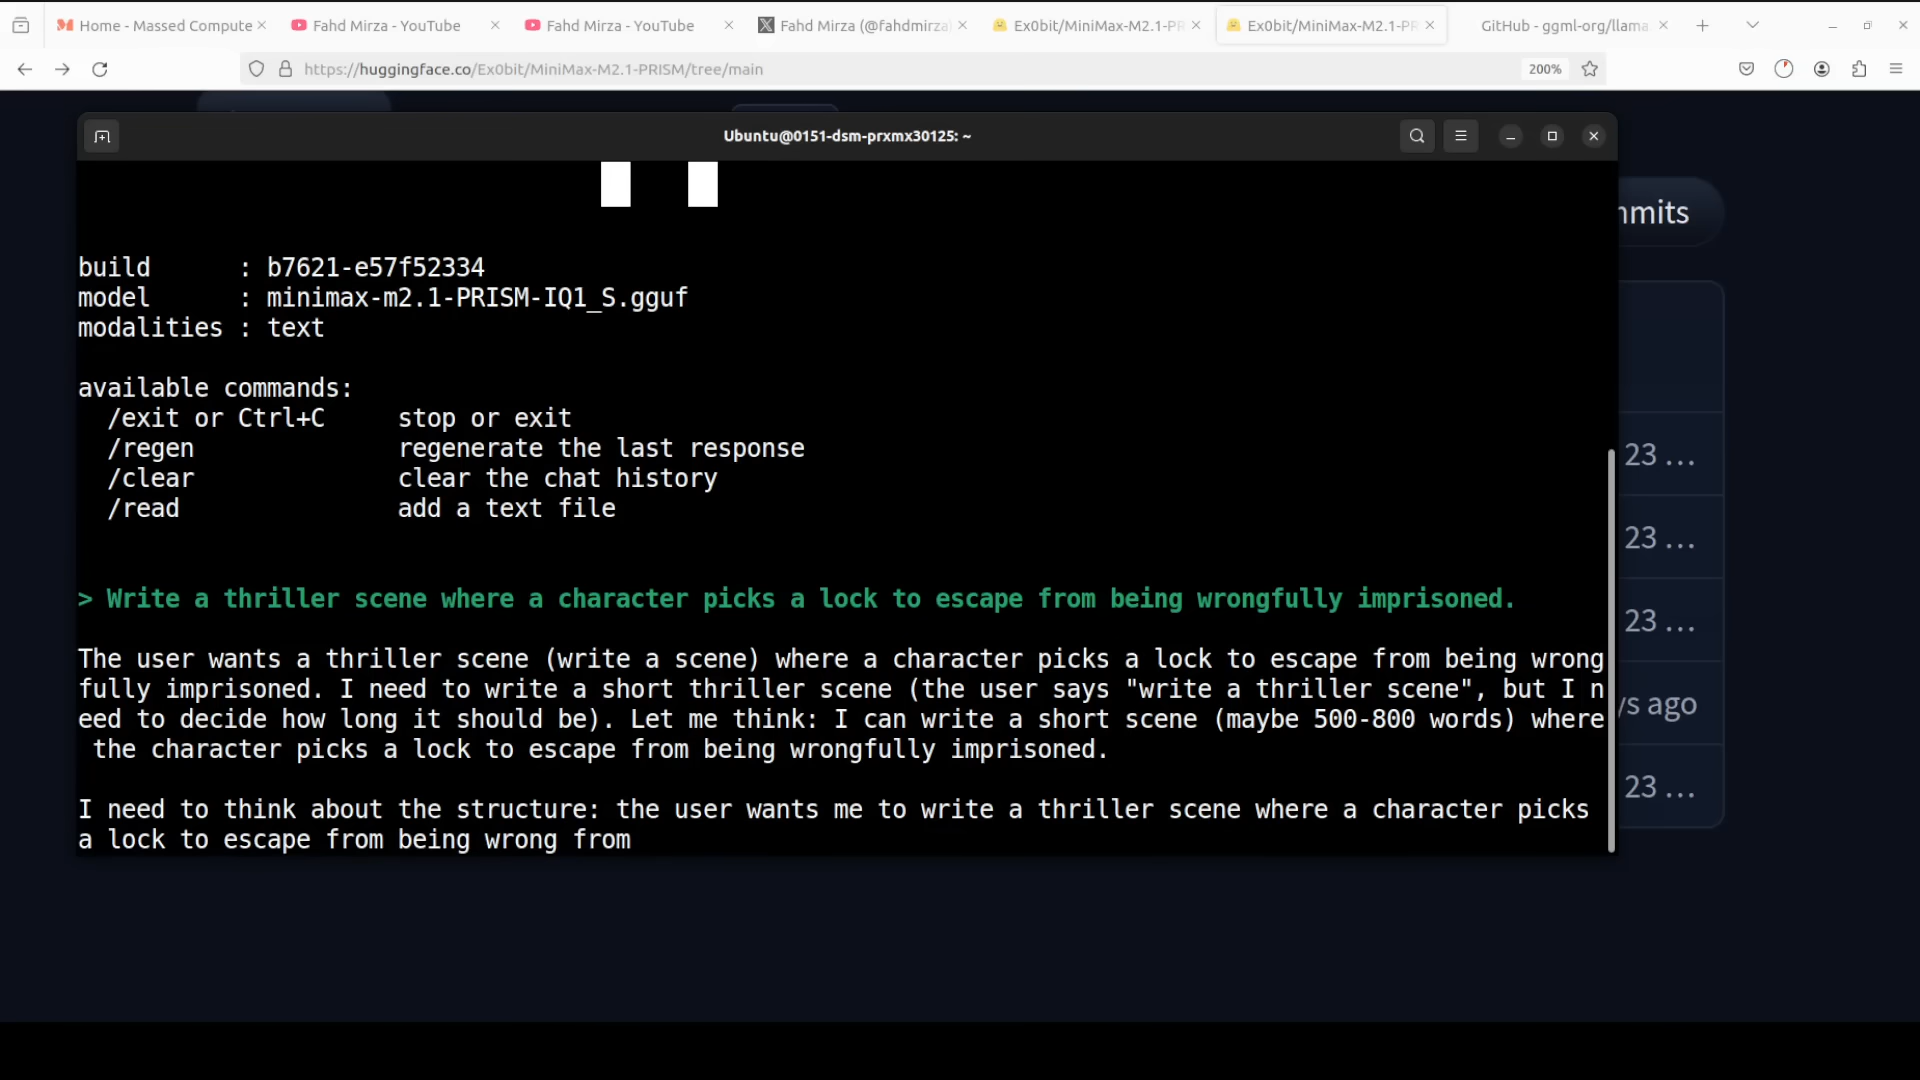 Home - Massed Compute
Fahd Mirza - YouTube
Fahd Mirza - YouTube
Fahd Mirza (@fahdmirza
Ex0bit/MiniMax-M2.1-PR
Ex0bit/MiniMax-M2.1-PR
GitHub - ggml-org/llama
https://huggingface.co/Ex0bit/MiniMax-M2.1-PRISM/tree/main
200%
Ubuntu@0151-dsm-prxmx30125: ~
mmits
build : b7621-e57f52334
model : minimax-m2.1-PRISM-IQ1_S.gguf
modalities : text
available commands:
/exit or Ctrl+C stop or exit
/regen regenerate the last response
/clear clear the chat history
/read add a text file
23 ...
23 ...
23 ...
ys ago
23 ...
> Write a thriller scene where a character picks a lock to escape from being wrongfully imprisoned.
The user wants a thriller scene (write a scene) where a character picks a lock to escape from being wrong
fully imprisoned. I need to write a short thriller scene (the user says "write a thriller scene", but I n
eed to decide how long it should be). Let me think: I can write a short scene (maybe 500-800 words) where
the character picks a lock to escape from being wrongfully imprisoned.
I need to think about the structure: the user wants me to write a thriller scene where a character picks
a lock to escape from being wrong from